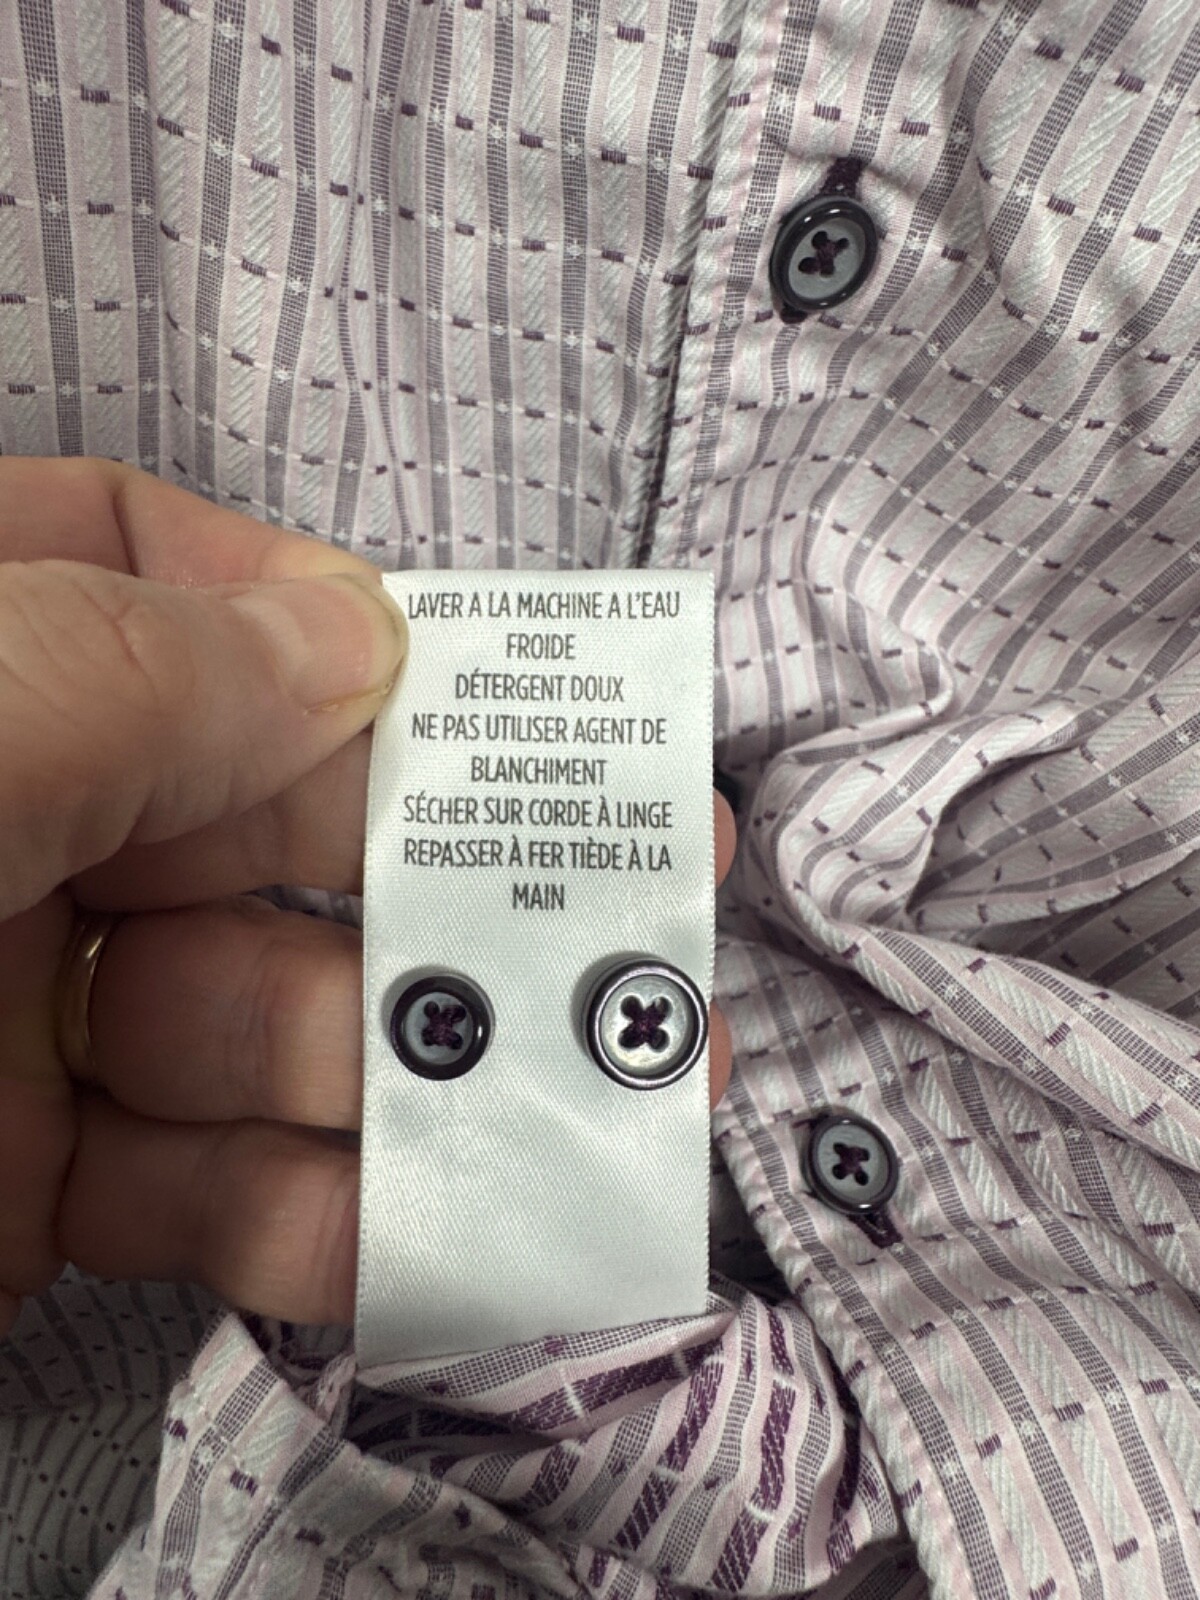 LAVER A LA MACHINE A L'EAU
FROIDE
DÉTERGENT DOUX
NE PAS UTILISER AGENT DE
BLANCHIMENT
SÉCHER SUR CORDE À LINGE
REPASSER À FER TIÈDE À LA
MAIN